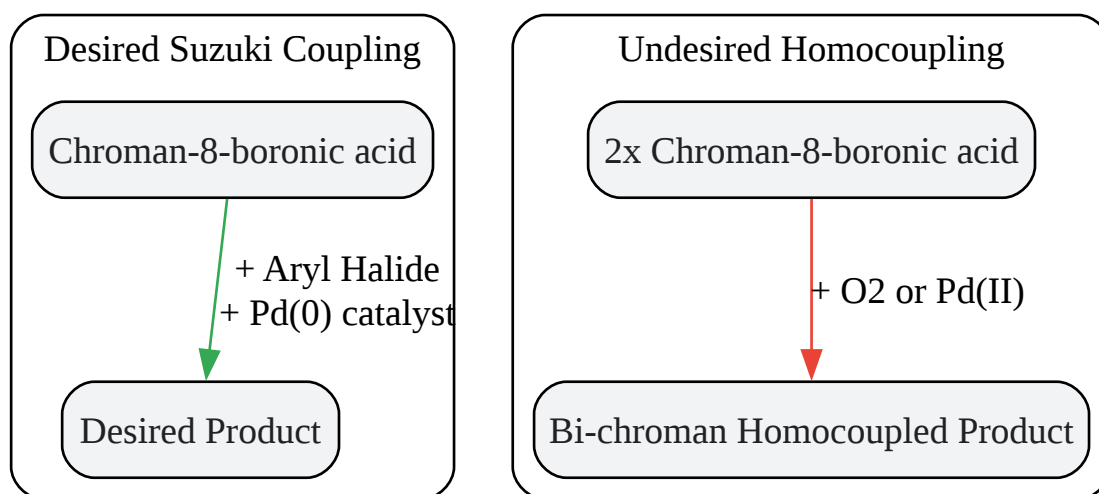 Desired Suzuki Coupling
Chroman-8-boronic acid
+ Aryl Halide
+ Pd(0) catalyst
Desired Product
Undesired Homocoupling
2x Chroman-8-boronic acid
+ O2 or Pd(II)
Bi-chroman Homocoupled Product